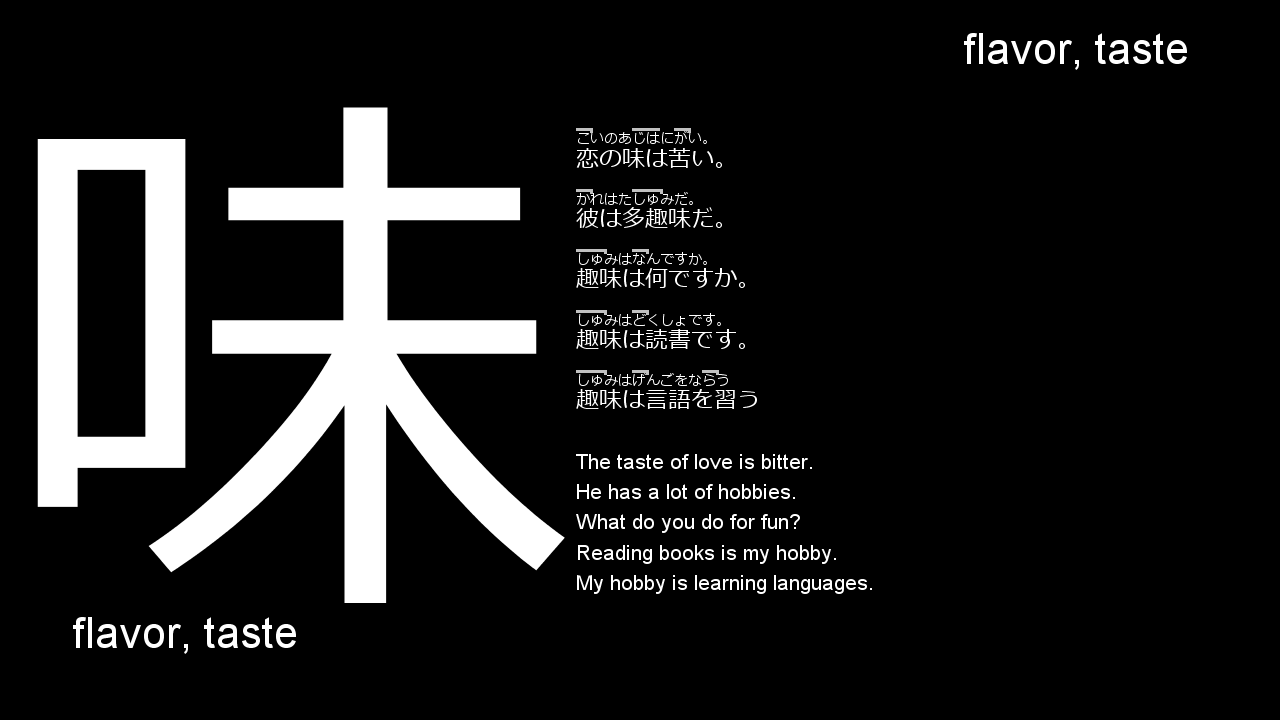 flavor, taste
味
こいのあじはにがい。
恋の味は苦い。
かれはたしゅみだ。
彼は多趣味だ。
しゅみはなんですか。
趣味は何ですか。
しゅみはどくしょです。
趣味は読書です。
しゅみはげんごをならう
趣味は言語を習う
The taste of love is bitter.
He has a lot of hobbies.
What do you do for fun?
Reading books is my hobby.
My hobby is learning languages.
flavor, taste